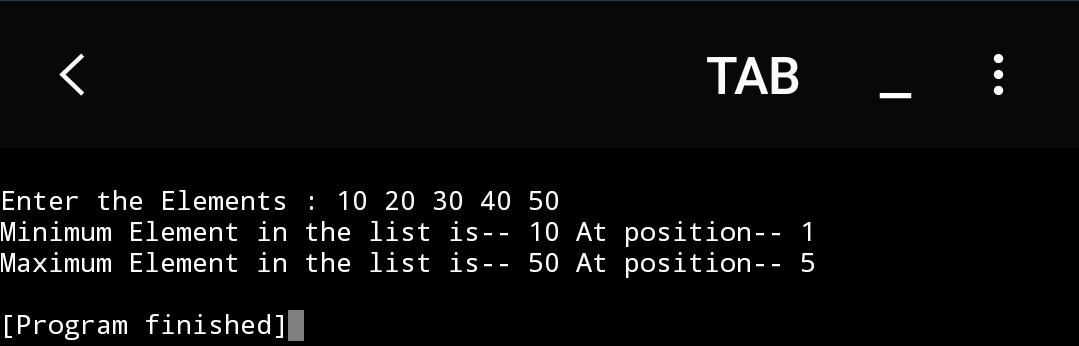 TAB _
Enter the Elements : 10 20 30 40 50
Minimum Element in the list is-- 10 At position-- 1
Maximum Element in the list is-- 50 At position-- 5
[Program finished]